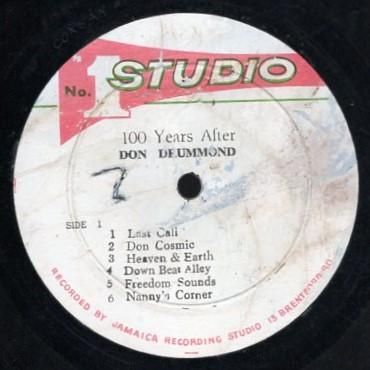 No. 1 STUDIO
100 Years After
DON DRUMMOND
2
SIDE 1
1 Last Call
2 Don Cosmic
3 Heaven & Earth
4 Down Beat Alley
5 Freedom Sounds
6 Nanny's Corner
RECORDED BY JAMAICA RECORDING STUDIO 13 BRENTFORD RD